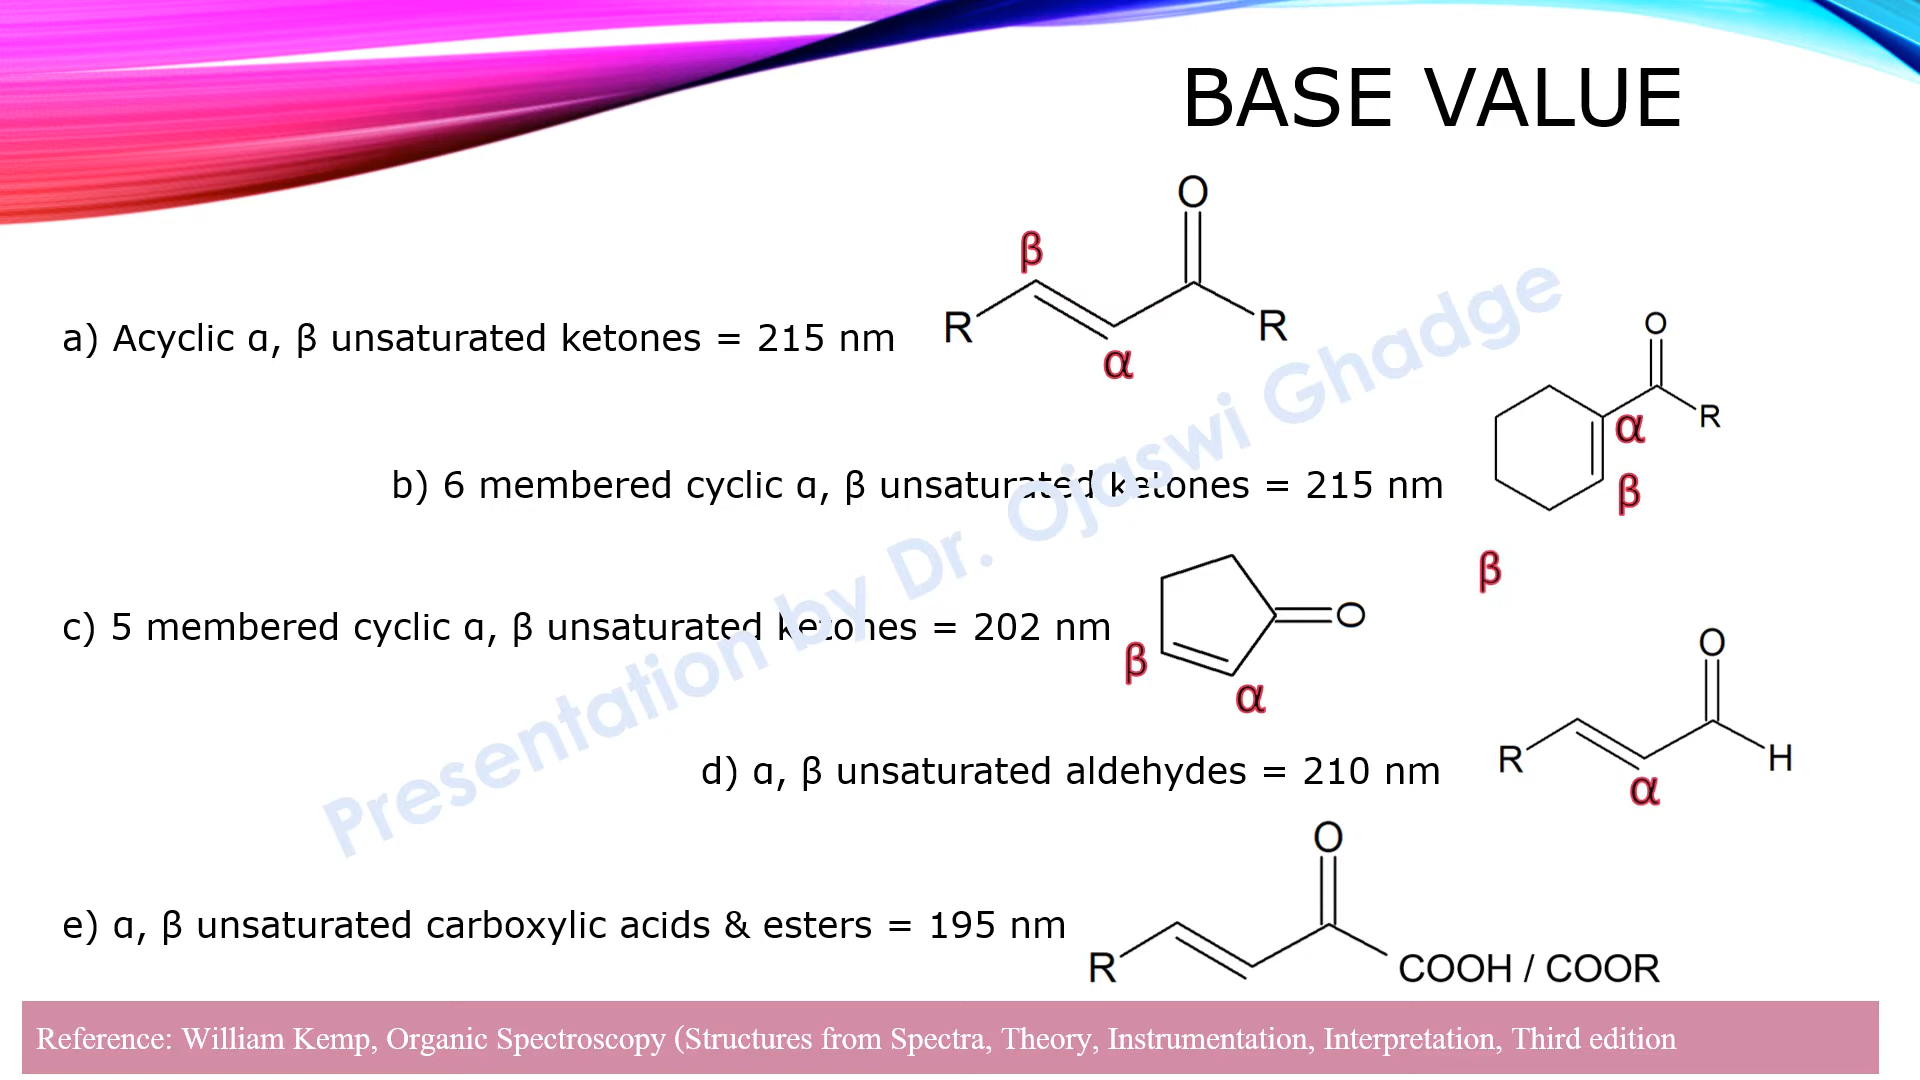 BASE VALUE
O
β
R
R
α
a) Acyclic α, β unsaturated ketones = 215 nm
O
R
α
β
b) 6 membered cyclic α, β unsaturated ketones = 215 nm
β
c) 5 membered cyclic α, β unsaturated ketones = 202 nm
O
β
α
O
R
H
α
d) α, β unsaturated aldehydes = 210 nm
O
e) α, β unsaturated carboxylic acids & esters = 195 nm
R
COOH / COOR
Presentation by Dr. Ojaswi Ghadge
Reference: William Kemp, Organic Spectroscopy (Structures from Spectra, Theory, Instrumentation, Interpretation, Third edition